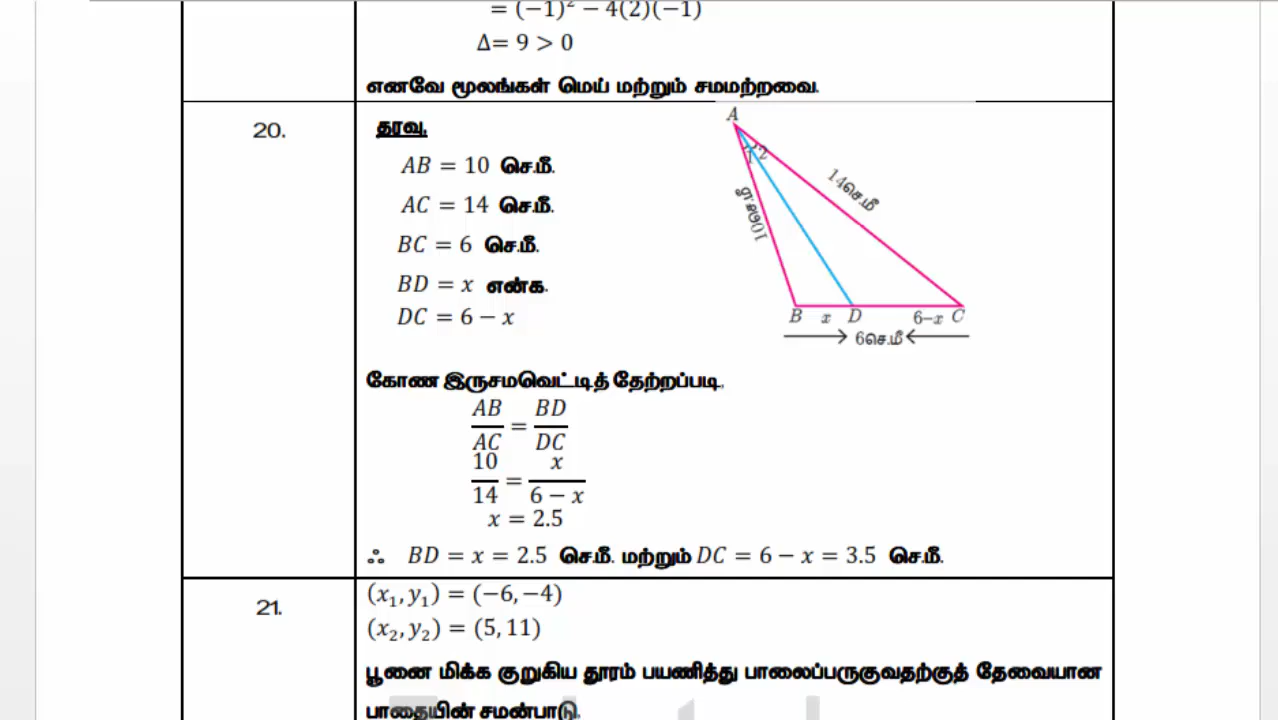 = (−1)² − 4(2)(−1)
Δ= 9 > 0
எனவே மூலங்கள் மெய் மற்றும் சமமற்றவை.
20.
தரவு,
AB = 10 செ.மீ.
AC = 14 செ.மீ.
BC = 6 செ.மீ.
BD = x என்க.
DC = 6 − x
A
1 2
14செ.மீ
10செ.மீ
B x D 6−x C
6செ.மீ
கோண இருசமவெட்டித் தேற்றப்படி,
AB/AC = BD/DC
10/14 = x/(6 − x)
x = 2.5
∴ BD = x = 2.5 செ.மீ. மற்றும் DC = 6 − x = 3.5 செ.மீ.
21.
(x₁, y₁) = (−6, −4)
(x₂, y₂) = (5, 11)
பூனை மிக்க குறுகிய தூரம் பயணித்து பாலைப்பருகுவதற்குத் தேவையான
பாதையின் சமன்பாடு,